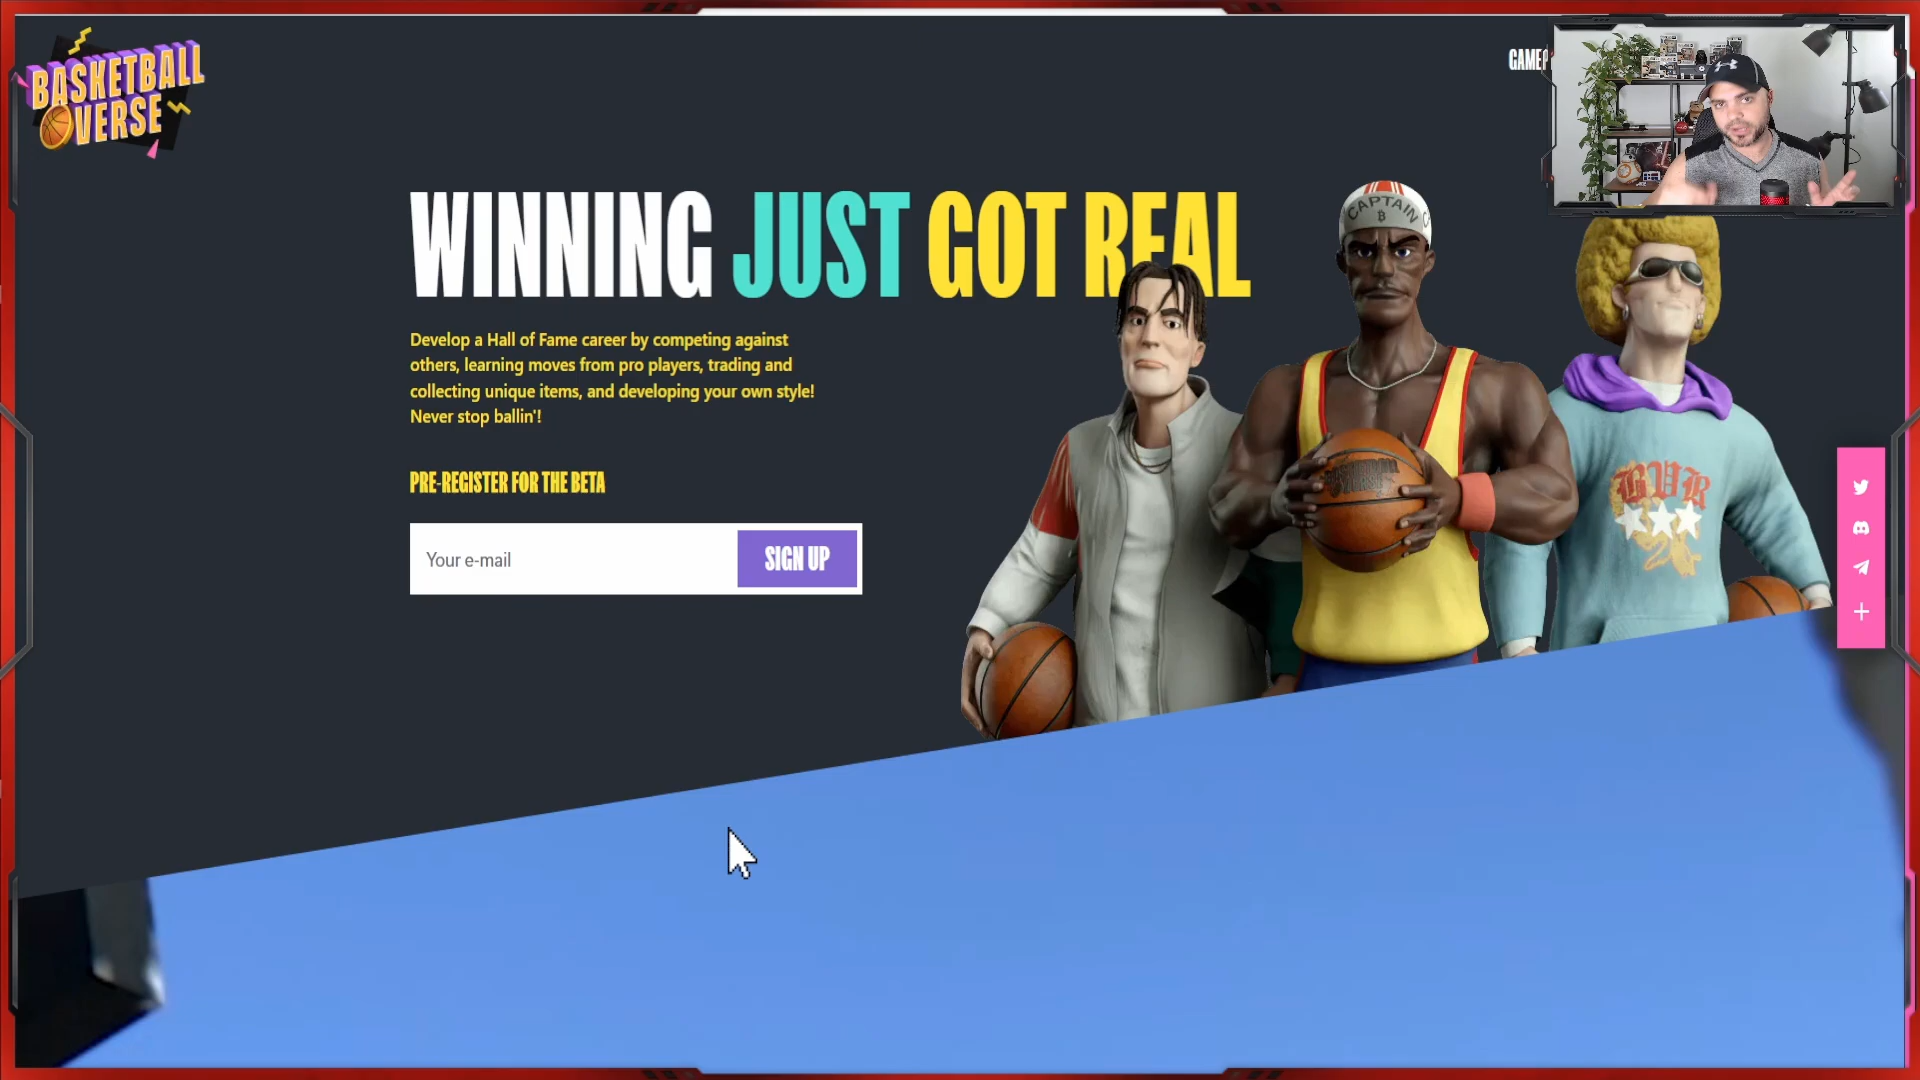 BASKETBALL
VERSE
WINNING JUST GOT REAL
Develop a Hall of Fame career by competing against
others, learning moves from pro players, trading and
collecting unique items, and developing your own style!
Never stop ballin'!
PRE-REGISTER FOR THE BETA
Your e-mail
SIGN UP
CAPTAIN
BVR